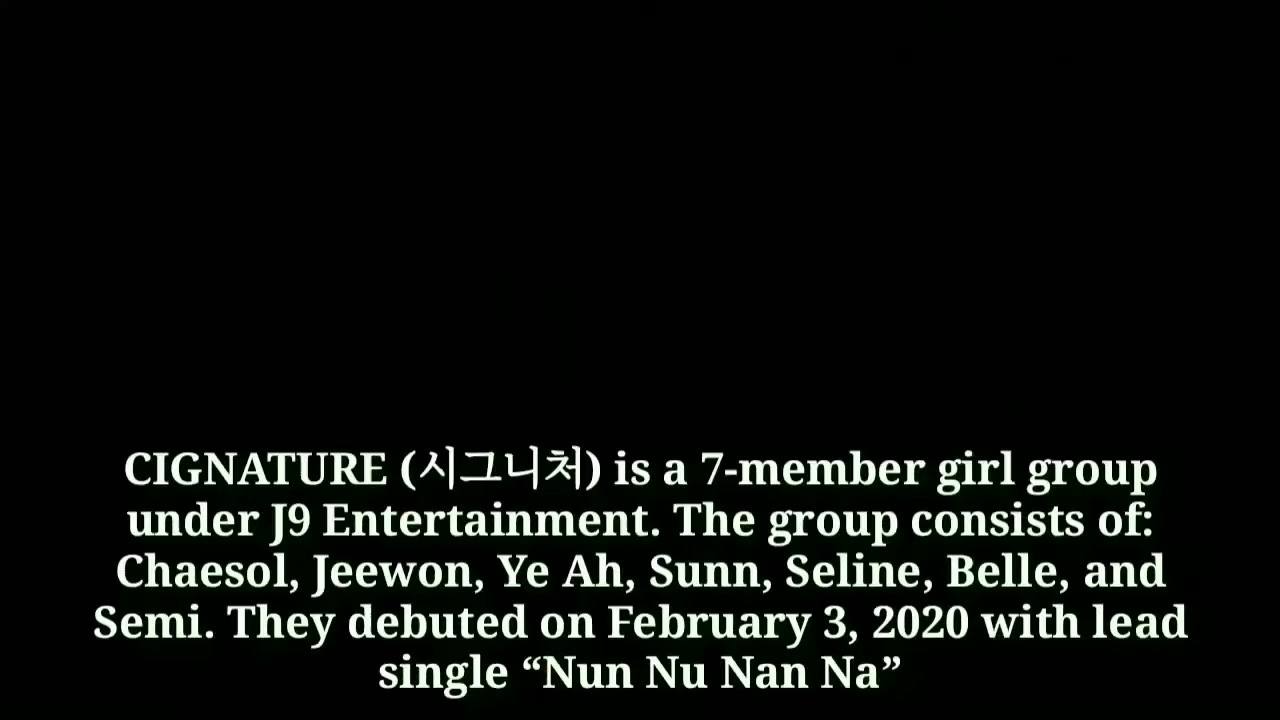 CIGNATURE (시그니처) is a 7-member girl group
under J9 Entertainment. The group consists of:
Chaesol, Jeewon, Ye Ah, Sunn, Seline, Belle, and
Semi. They debuted on February 3, 2020 with lead
single “Nun Nu Nan Na”